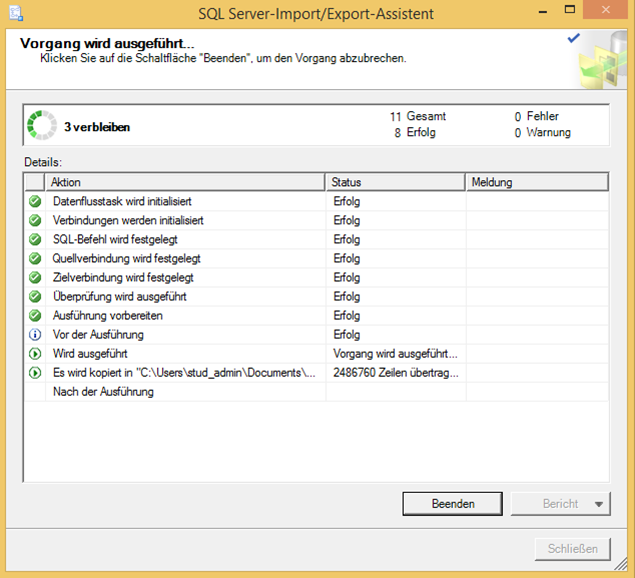 SQL Server-Import/Export-Assistent
Vorgang wird ausgeführt...
Klicken Sie auf die Schaltfläche "Beenden", um den Vorgang abzubrechen.
3 verbleiben
11 Gesamt 0 Fehler
8 Erfolg 0 Warnung
Details:
Aktion Status Meldung
Datenflusstask wird initialisiert Erfolg
Verbindungen werden initialisiert Erfolg
SQL-Befehl wird festgelegt Erfolg
Quellverbindung wird festgelegt Erfolg
Zielverbindung wird festgelegt Erfolg
Überprüfung wird ausgeführt Erfolg
Ausführung vorbereiten Erfolg
Vor der Ausführung Erfolg
Wird ausgeführt Vorgang wird ausgeführt...
Es wird kopiert in "C:\Users\stud_admin\Documents\... 2486760 Zeilen übertrag...
Nach der Ausführung
Beenden Bericht
Schließen